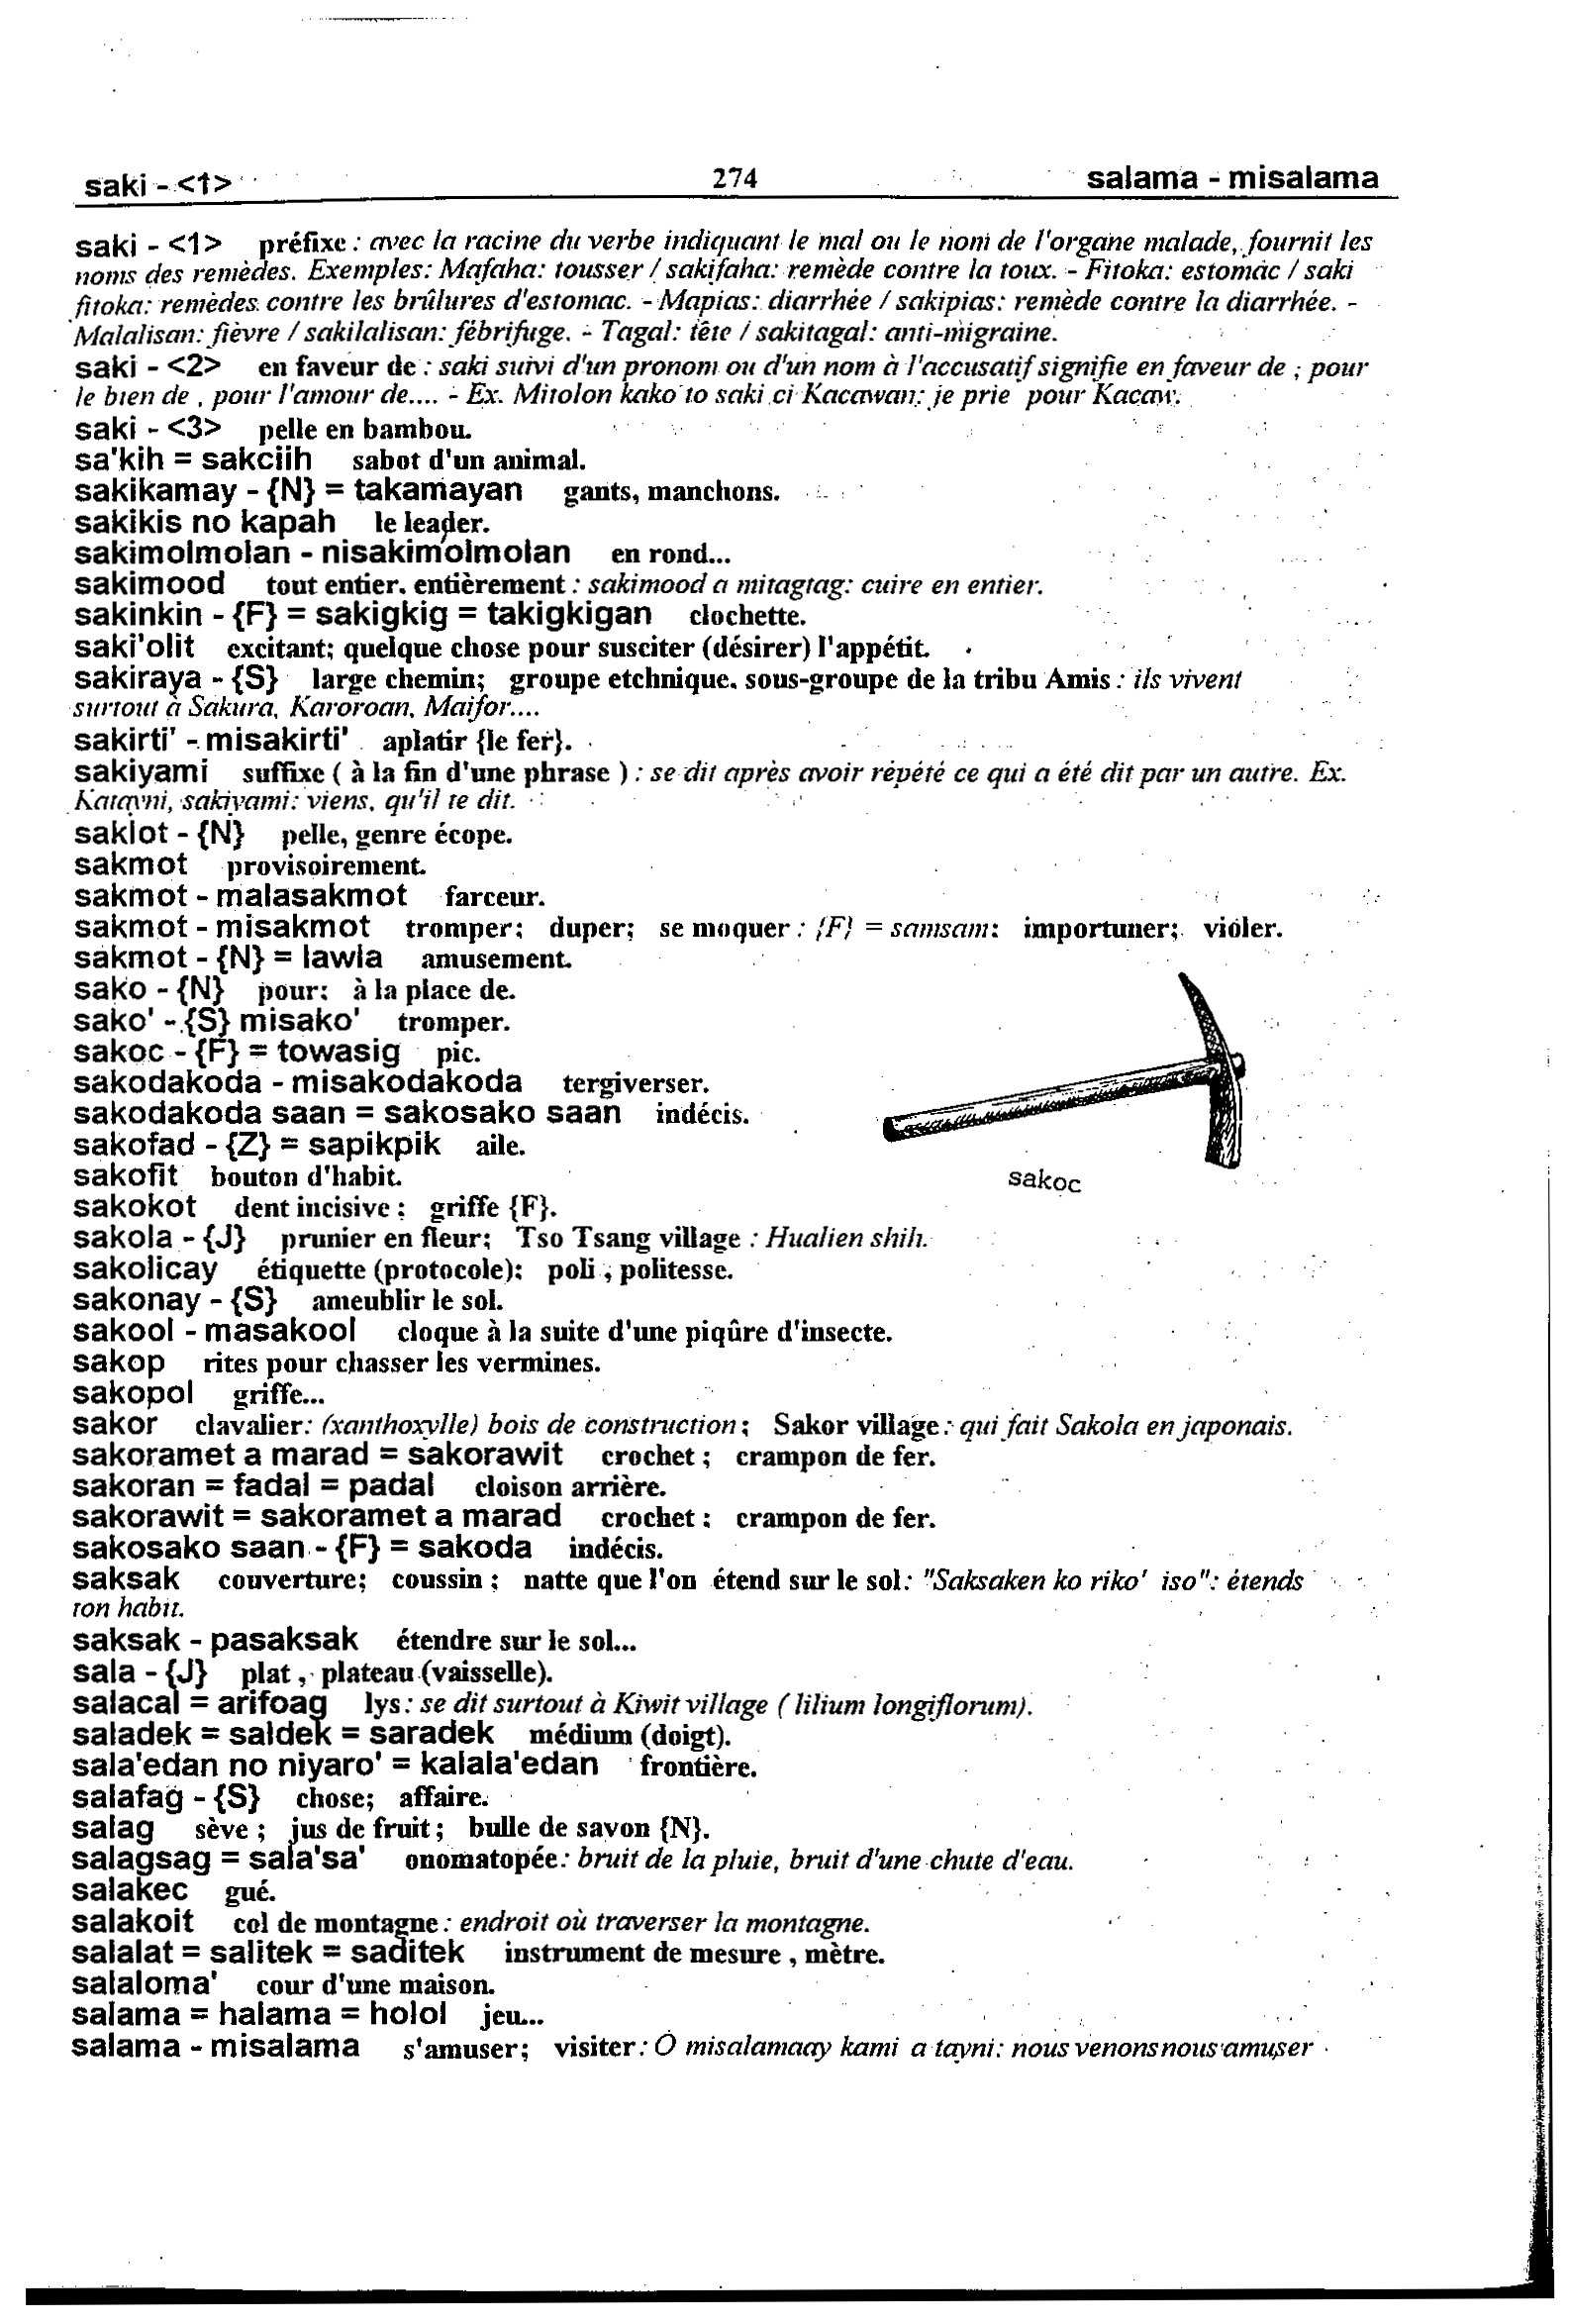 saki - <1> 274 salama - misalama
saki - <1> préfixe : avec la racine du verbe indiquant le mal ou le nom de l'organe malade, fournit les
noms des remèdes. Exemples: Mafaha: tousser / sakifaha: remède contre la toux. - Fitoka: estomac / saki
fitoka: remèdes contre les brûlures d'estomac. - Mapias: diarrhée / sakipias: remède contre la diarrhée. -
Malalisan: fièvre / sakilalisan: fébrifuge. - Tagal: tête / sakitagal: anti-migraine.
saki - <2> en faveur de : saki suivi d'un pronom ou d'un nom à l'accusatif signifie en faveur de ; pour
le bien de , pour l'amour de.... - Ex. Mitolon kako to saki ci Kacawan: je prie pour Kacaw.
saki - <3> pelle en bambou.
sa'kih = sakciih sabot d'un animal.
sakikamay - {N} = takamayan gants, manchons.
sakikis no kapah le leader.
sakimolmolan - nisakimolmolan en rond...
sakimood tout entier. entièrement : sakimood a mitagtag: cuire en entier.
sakinkin - {F} = sakigkig = takigkigan clochette.
saki'olit excitant; quelque chose pour susciter (désirer) l'appétit.
sakiraya - {S} large chemin; groupe etchnique. sous-groupe de la tribu Amis : ils vivent
surtout à Sakura, Karoroan, Maifor....
sakirti' - misakirti' aplatir {le fer}.
sakiyami suffixe ( à la fin d'une phrase ) : se dit après avoir répété ce qui a été dit par un autre. Ex.
Katayni, sakiyami: viens, qu'il te dit.
saklot - {N} pelle, genre écope.
sakmot provisoirement.
sakmot - malasakmot farceur.
sakmot - misakmot tromper; duper; se moquer : {F} = samsam: importuner; violer.
sakmot - {N} = lawla amusement.
sako - {N} pour; à la place de.
sako' - {S} misako' tromper.
sakoc - {F} = towasig pic.
sakodakoda - misakodakoda tergiverser.
sakodakoda saan = sakosako saan indécis.
sakofad - {Z} = sapikpik aile.
sakofit bouton d'habit.
sakoc
sakokot dent incisive ; griffe {F}.
sakola - {J} prunier en fleur; Tso Tsang village : Hualien shih.
sakolicay étiquette (protocole); poli , politesse.
sakonay - {S} ameublir le sol.
sakool - masakool cloque à la suite d'une piqûre d'insecte.
sakop rites pour chasser les vermines.
sakopol griffe...
sakor clavalier: (xanthoxylle) bois de construction ; Sakor village : qui fait Sakola en japonais.
sakoramet a marad = sakorawit crochet ; crampon de fer.
sakoran = fadal = padal cloison arrière.
sakorawit = sakoramet a marad crochet ; crampon de fer.
sakosako saan - {F} = sakoda indécis.
saksak couverture; coussin ; natte que l'on étend sur le sol: "Saksaken ko riko' iso": étends
ton habit.
saksak - pasaksak étendre sur le sol...
sala - {J} plat , plateau (vaisselle).
salacal = arifoag lys : se dit surtout à Kiwit village ( lilium longiflorum).
saladek = saldek = saradek médium (doigt).
sala'edan no niyaro' = kalala'edan frontière.
salafag - {S} chose; affaire.
salag sève ; jus de fruit ; bulle de savon {N}.
salagsag = sala'sa' onomatopée: bruit de la pluie, bruit d'une chute d'eau.
salakec gué.
salakoit col de montagne : endroit où traverser la montagne.
salalat = salitek = saditek instrument de mesure , mètre.
salaloma' cour d'une maison.
salama = halama = holol jeu...
salama - misalama s'amuser; visiter: O misalamaay kami a tayni: nous venons nous amuser